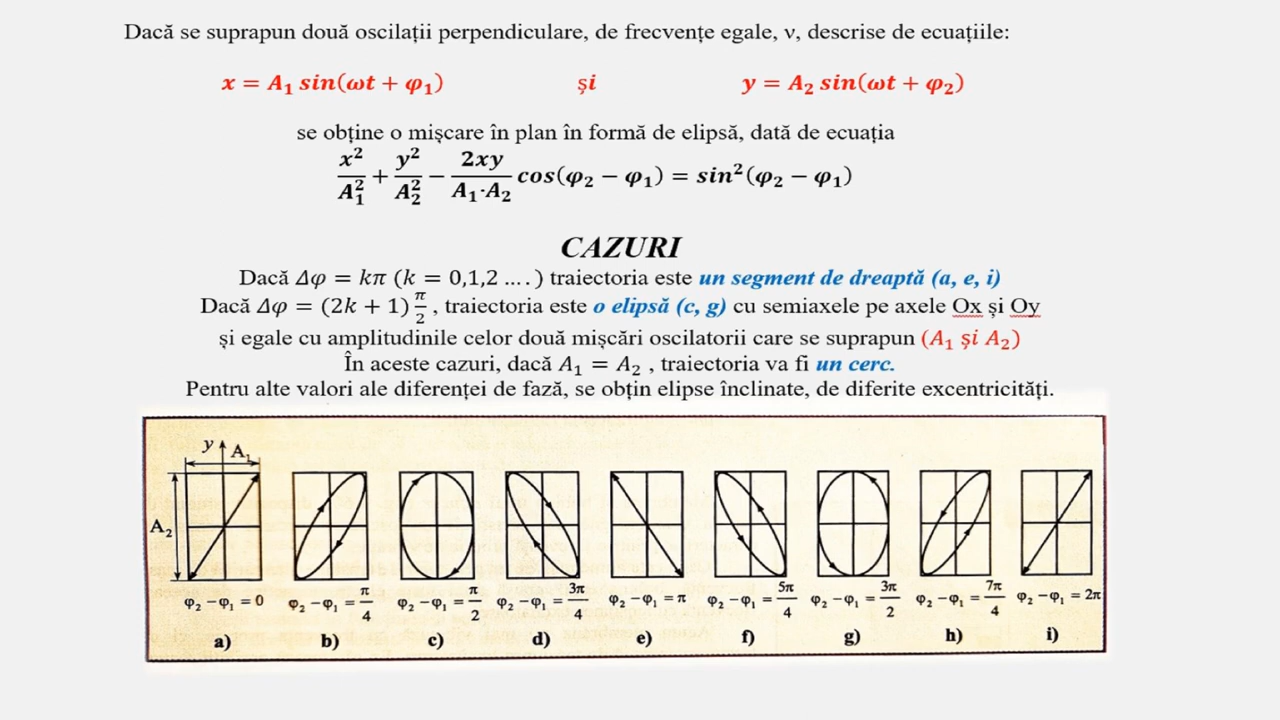 Dacă se suprapun două oscilații perpendiculare, de frecvențe egale, ν, descrise de ecuațiile:
x = A₁ sin(ωt + φ₁) și y = A₂ sin(ωt + φ₂)
se obține o mișcare în plan în formă de elipsă, dată de ecuația
x²/A₁² + y²/A₂² − 2xy/A₁·A₂ cos(φ₂ − φ₁) = sin²(φ₂ − φ₁)
CAZURI
Dacă Δφ = kπ (k = 0,1,2 ….) traiectoria este un segment de dreaptă (a, e, i)
Dacă Δφ = (2k + 1) π/2 , traiectoria este o elipsă (c, g) cu semiaxele pe axele Ox și Oy
și egale cu amplitudinile celor două mișcări oscilatorii care se suprapun (A₁ și A₂)
În aceste cazuri, dacă A₁ = A₂ , traiectoria va fi un cerc.
Pentru alte valori ale diferenței de fază, se obțin elipse înclinate, de diferite excentricități.
y A₁
A₂
φ₂ −φ₁ = 0 φ₂ −φ₁ = π/4 φ₂ −φ₁ = π/2 φ₂ −φ₁ = 3π/4 φ₂ −φ₁ = π φ₂ −φ₁ = 5π/4 φ₂ −φ₁ = 3π/2 φ₂ −φ₁ = 7π/4 φ₂ −φ₁ = 2π
a) b) c) d) e) f) g) h) i)